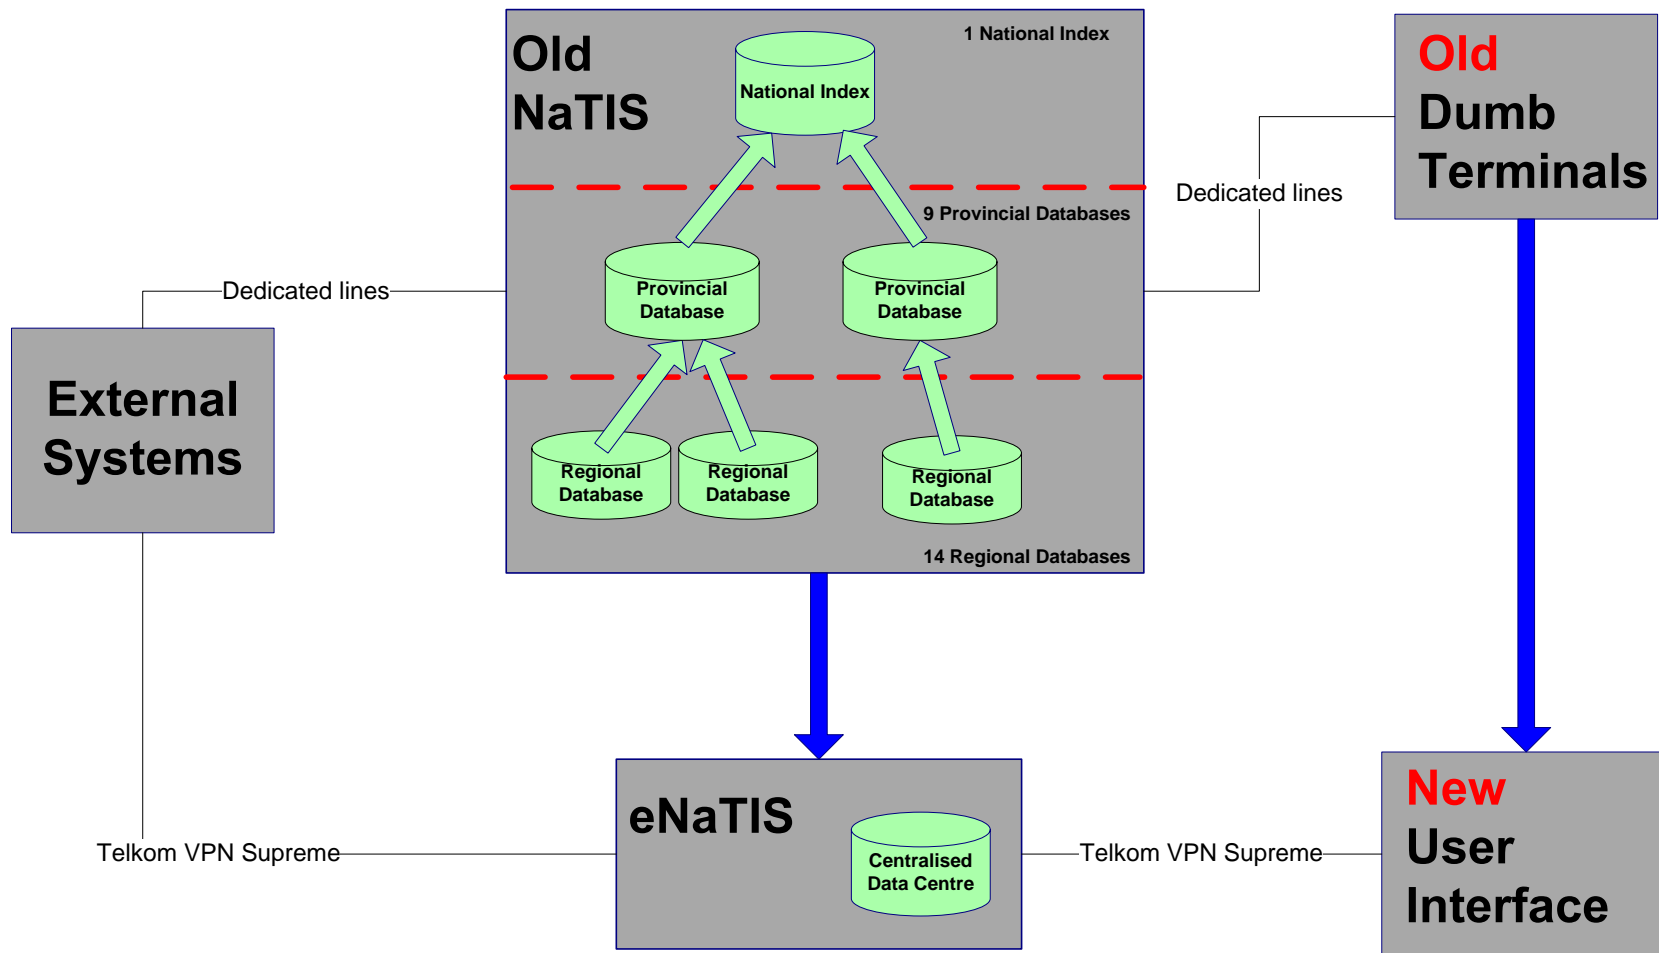 Old
NaTIS
1 National Index
National Index
9 Provincial Databases
Provincial
Database
Provincial
Database
Regional
Database
Regional
Database
Regional
Database
14 Regional Databases
Old
Dumb
Terminals
Dedicated lines
Dedicated lines
External
Systems
Telkom VPN Supreme
eNaTIS
Centralised
Data Centre
Telkom VPN Supreme
New
User
Interface